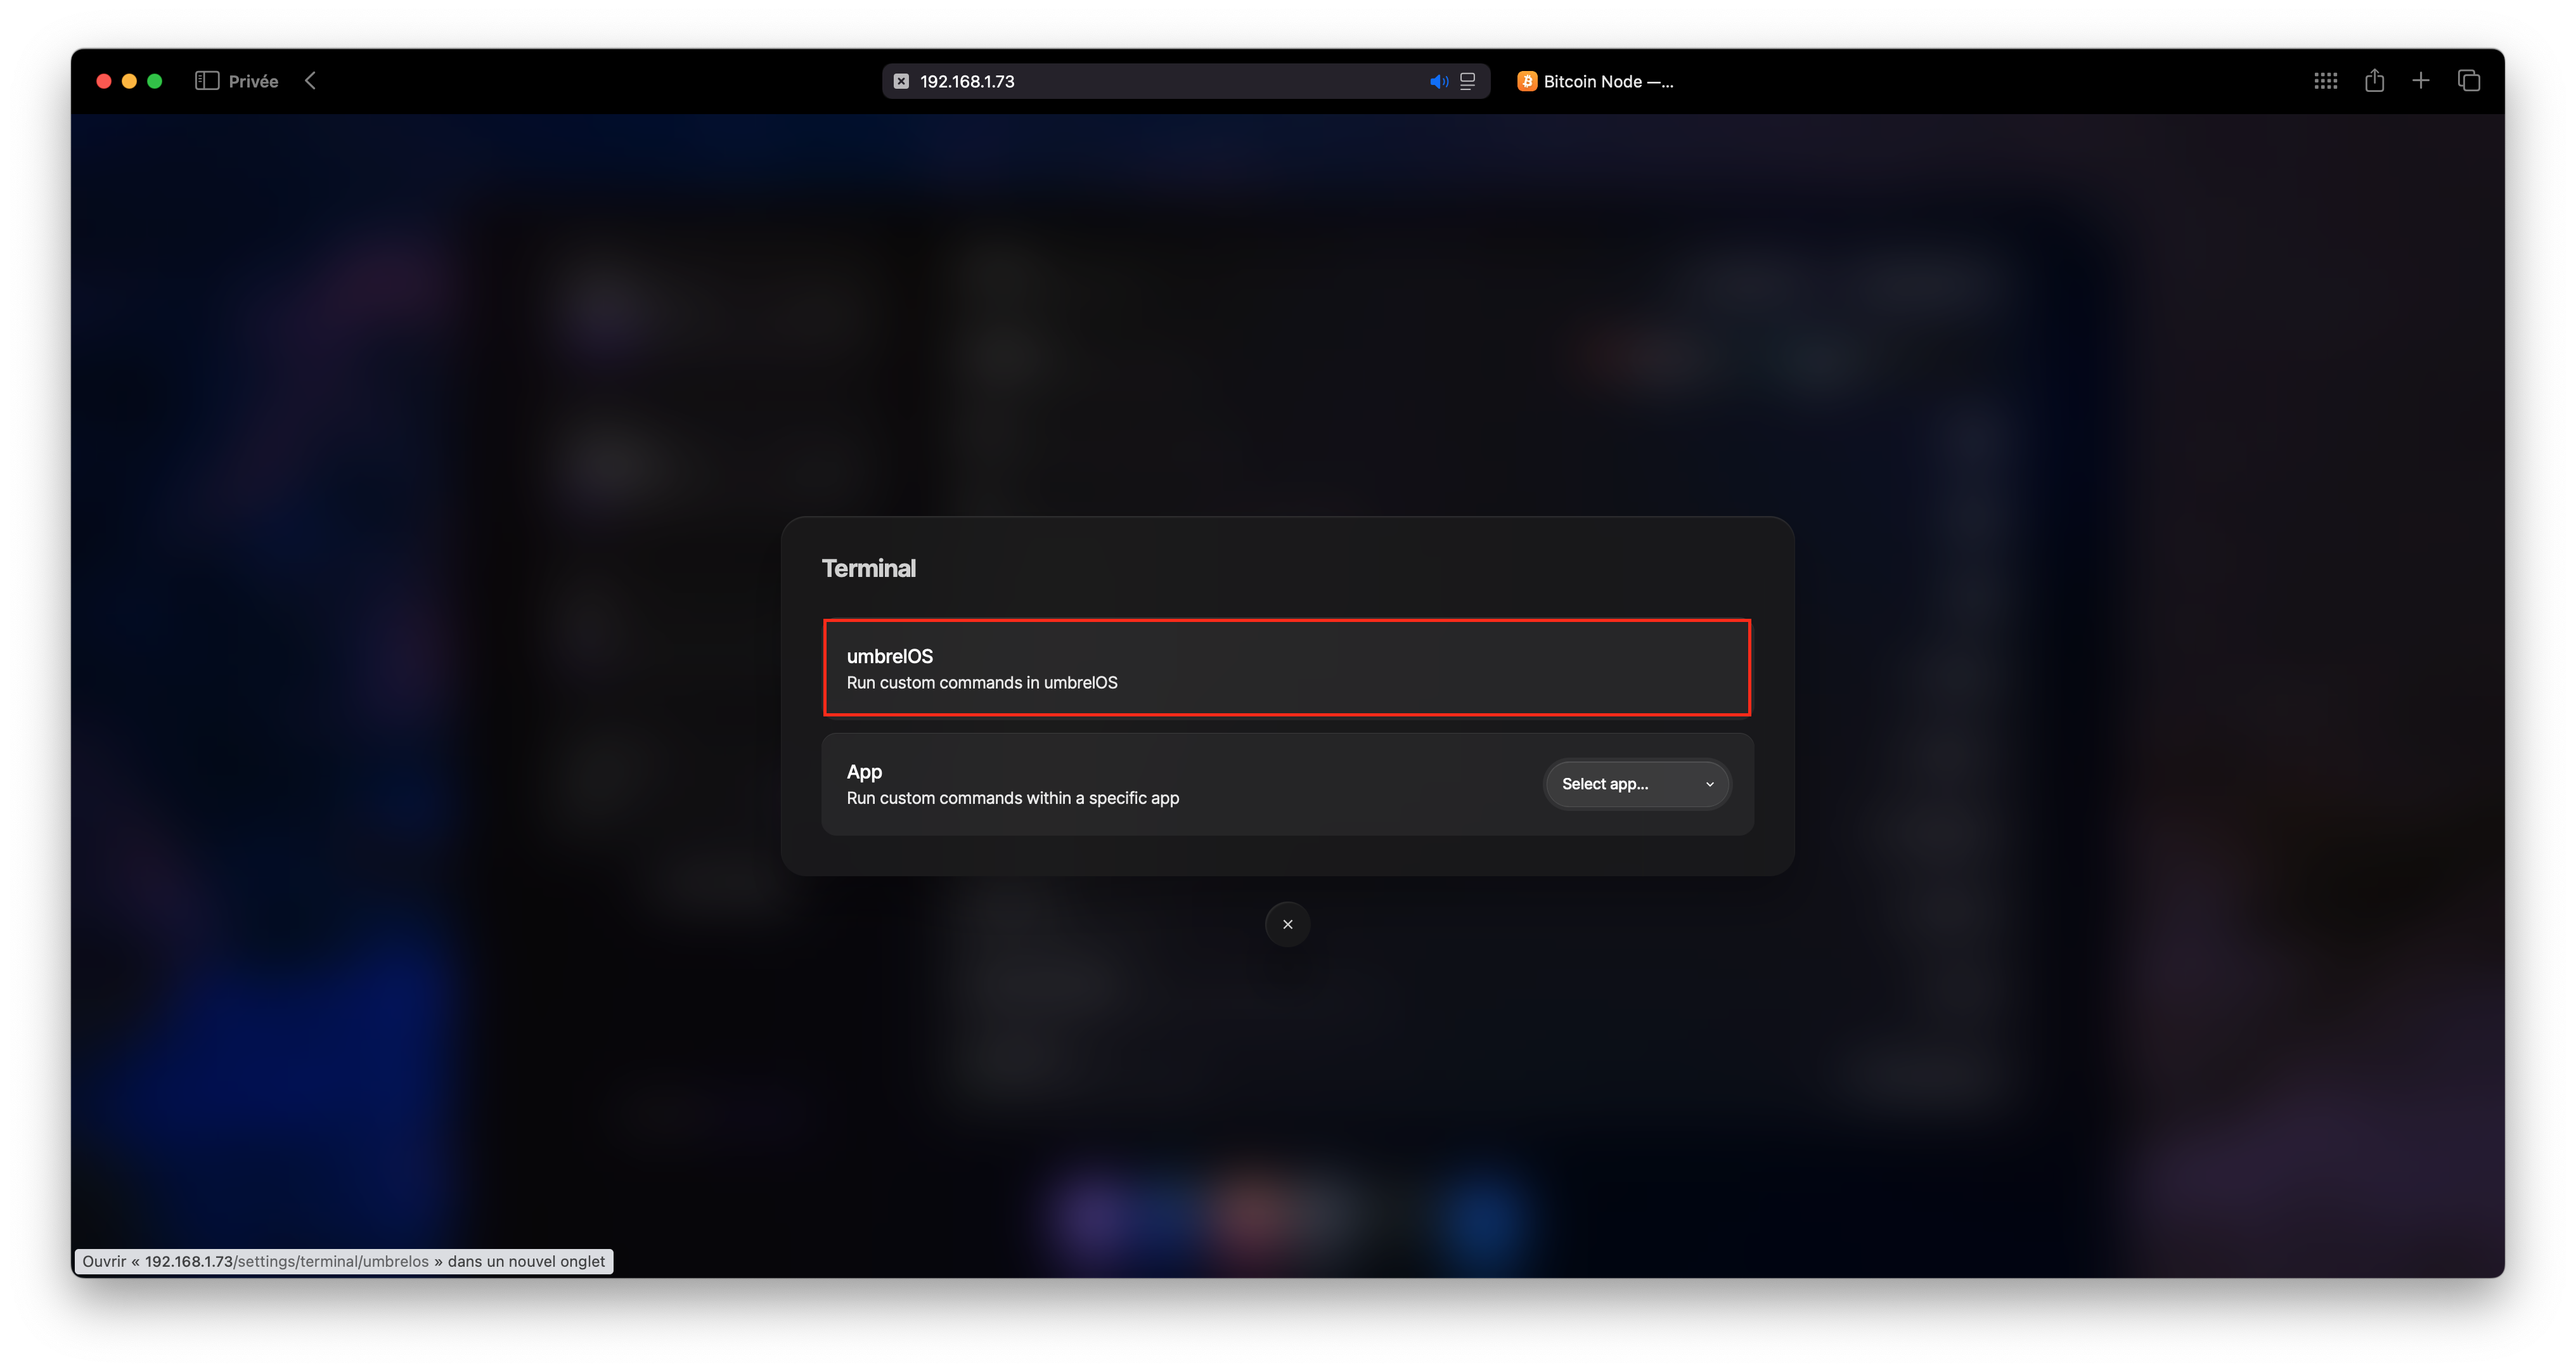 Privée
192.168.1.73
Bitcoin Node —...
Terminal
umbrelOS
Run custom commands in umbrelOS
App
Run custom commands within a specific app
Select app...
Ouvrir « 192.168.1.73/settings/terminal/umbrelos » dans un nouvel onglet